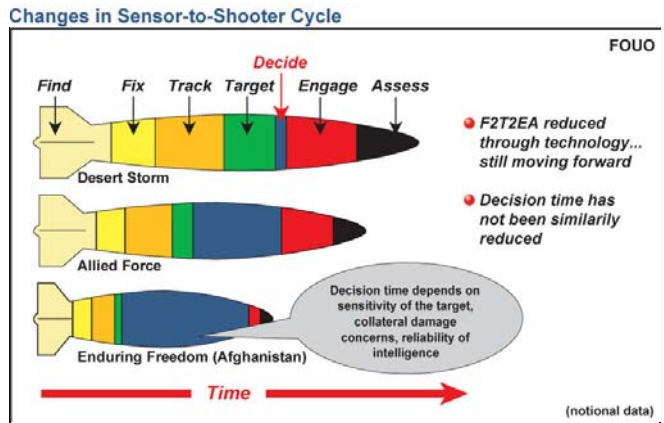 Changes in Sensor-to-Shooter Cycle
FOUO
Decide
Find
Fix
Track
Target
Engage
Assess
F2T2EA reduced
through technology...
still moving forward
Desert Storm
Decision time has
not been similarily
reduced
Allied Force
Decision time depends on
sensitivity of the target,
collateral damage
concerns, reliability of
intelligence
Enduring Freedom (Afghanistan)
Time
(notional data)